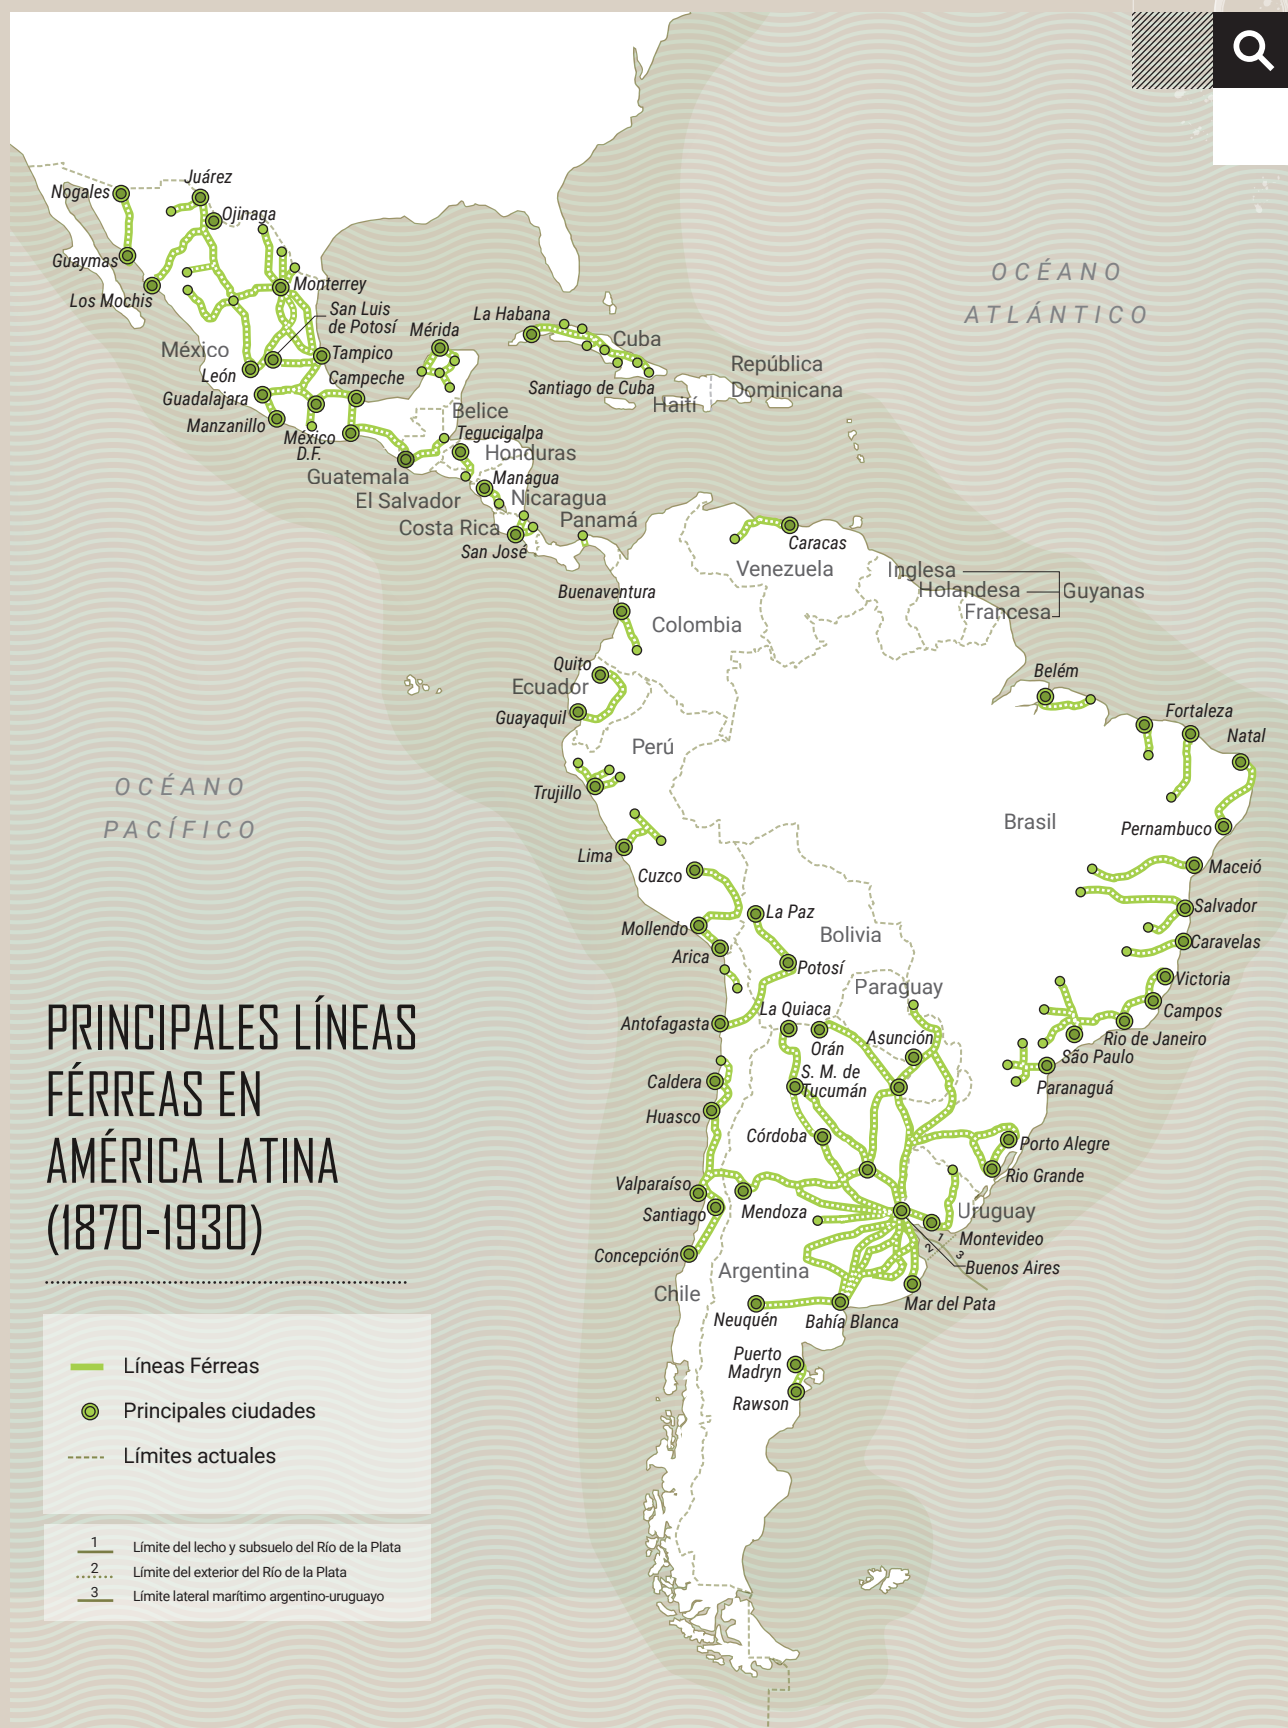 Juárez
Nogales
Ojinaga
Guaymas
Los Mochis
Monterrey
San Luis
de Potosí
México
Tampico
León
Campeche
Guadalajara
Manzanillo
México
D.F.
Mérida
La Habana
Cuba
Santiago de Cuba
República
Dominicana
Haití
Belice
Tegucigalpa
Honduras
Guatemala
Managua
El Salvador
Nicaragua
Costa Rica
Panamá
San José
OCÉANO
ATLÁNTICO
Caracas
Venezuela
Inglesa
Holandesa
Guyanas
Francesa
Buenaventura
Colombia
Quito
Ecuador
Guayaquil
Perú
Belém
Fortaleza
Natal
OCÉANO
PACÍFICO
Trujillo
Brasil
Pernambuco
Lima
Cuzco
Maceió
La Paz
Salvador
Mollendo
Bolivia
Arica
Caravelas
Potosí
Victoria
Paraguay
La Quiaca
Campos
Antofagasta
Orán
Asunción
Rio de Janeiro
São Paulo
Caldera
S. M. de
Tucumán
Paranaguá
Huasco
Córdoba
Porto Alegre
Valparaíso
Rio Grande
Santiago
Mendoza
Uruguay
Montevideo
1
2
3
Concepción
Buenos Aires
Argentina
Chile
Mar del Pata
Neuquén
Bahía Blanca
Puerto
Madryn
Rawson
PRINCIPALES LÍNEAS
FÉRREAS EN
AMÉRICA LATINA
(1870-1930)
Líneas Férreas
Principales ciudades
Límites actuales
1 Límite del lecho y subsuelo del Río de la Plata
2 Límite del exterior del Río de la Plata
3 Límite lateral marítimo argentino-uruguayo